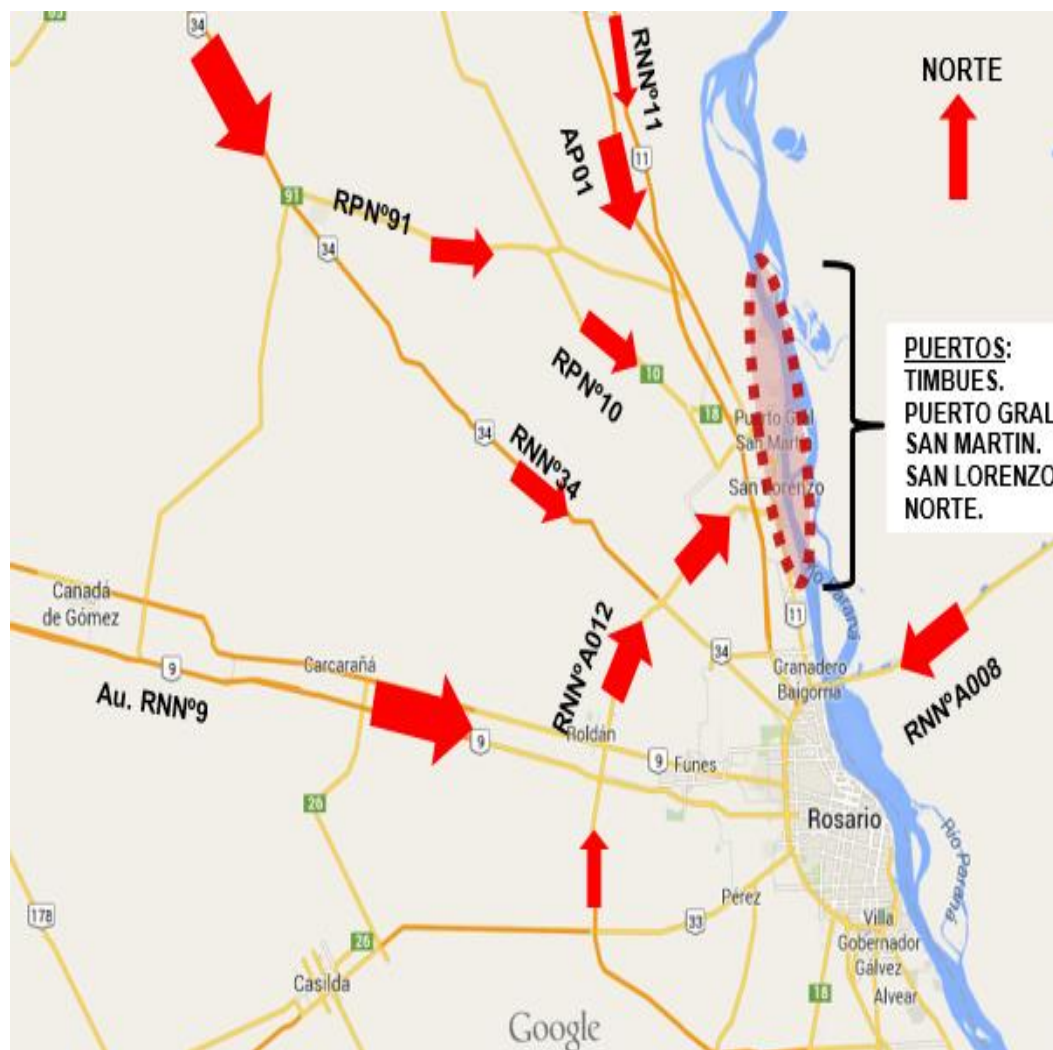 34
RNNº11
NORTE
AP01
11
91
RPNº91
34
RPNº10
10
18
Puerto Gral
San Martín
PUERTOS:
TIMBUES.
PUERTO GRAL
SAN MARTIN.
SAN LORENZO
NORTE.
34
RNNº34
San Lorenzo
Canadá
de Gómez
11
RNNºA012
34
Granadero
Baigorria
RNNºA008
9
Carcarañá
Au. RNNº9
9
Roldán
9
Funes
26
Rosario
Río Paraná
Pérez
178
26
33
Villa
Gobernador
Gálvez
Casilda
18
Alvear
Google